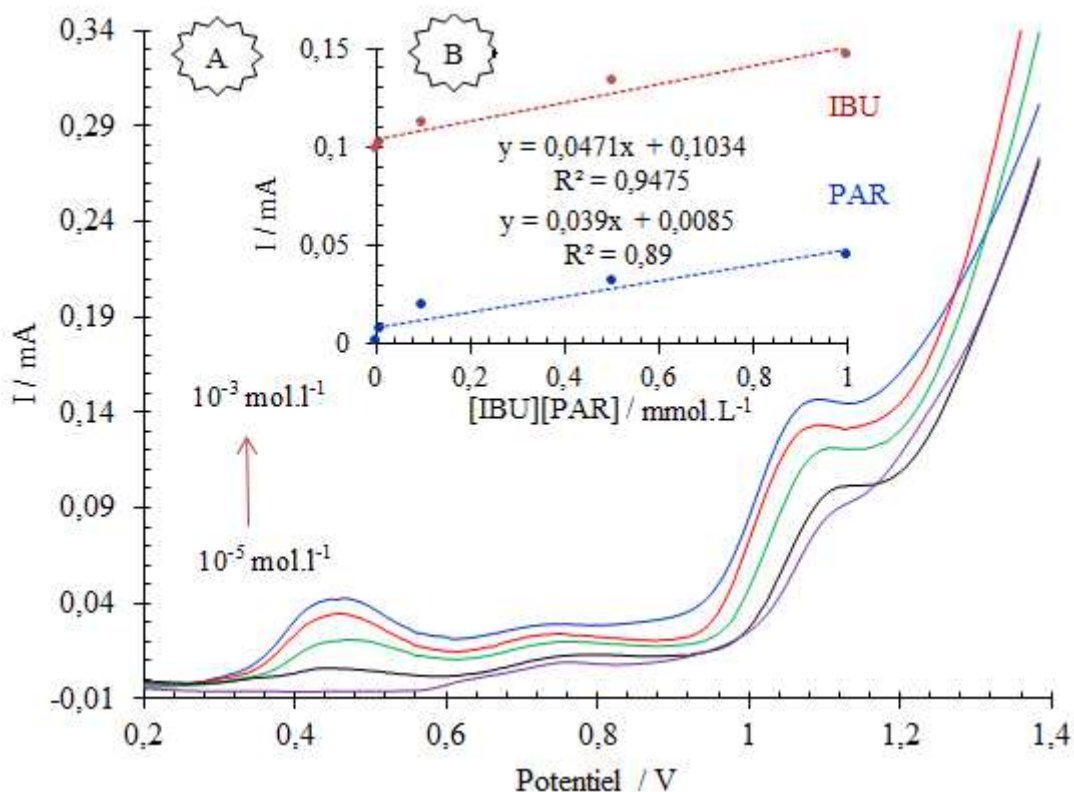 0,34
0,29
0,24
0,19
0,14
0,09
0,04
-0,01
I / mA
0,2
0,4
0,6
0,8
1
1,2
1,4
Potentiel / V
A
B
0,15
0,1
0,05
0
I / mA
0
0,2
0,4
0,6
0,8
1
[IBU][PAR] / mmol.L⁻¹
IBU
y = 0,0471x + 0,1034
R² = 0,9475
PAR
y = 0,039x + 0,0085
R² = 0,89
10⁻³ mol.l⁻¹
10⁻⁵ mol.l⁻¹